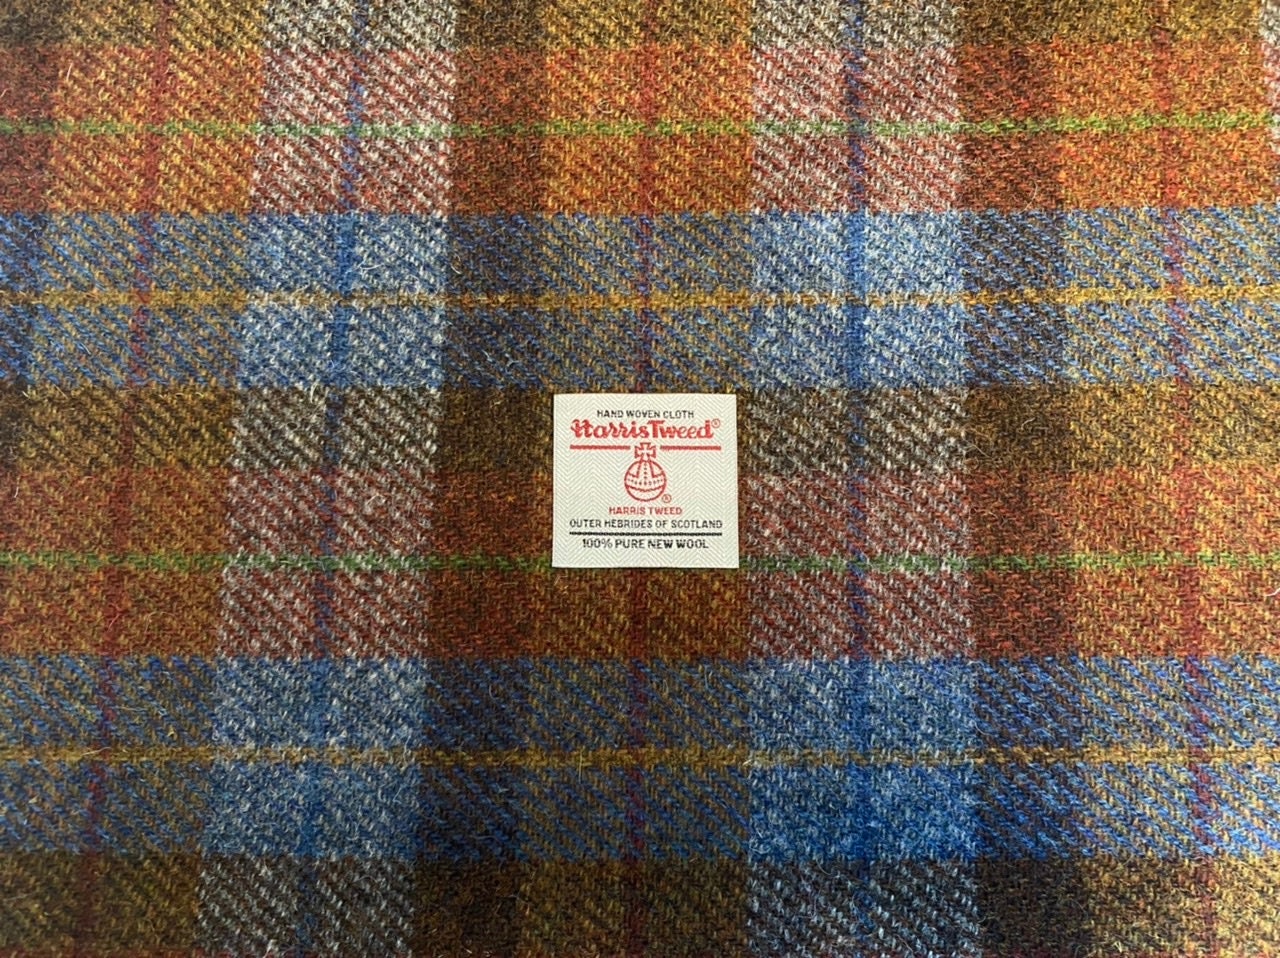 HAND WOVEN CLOTH
Harris Tweed®
®
HARRIS TWEED
OUTER HEBRIDES OF SCOTLAND
100% PURE NEW WOOL